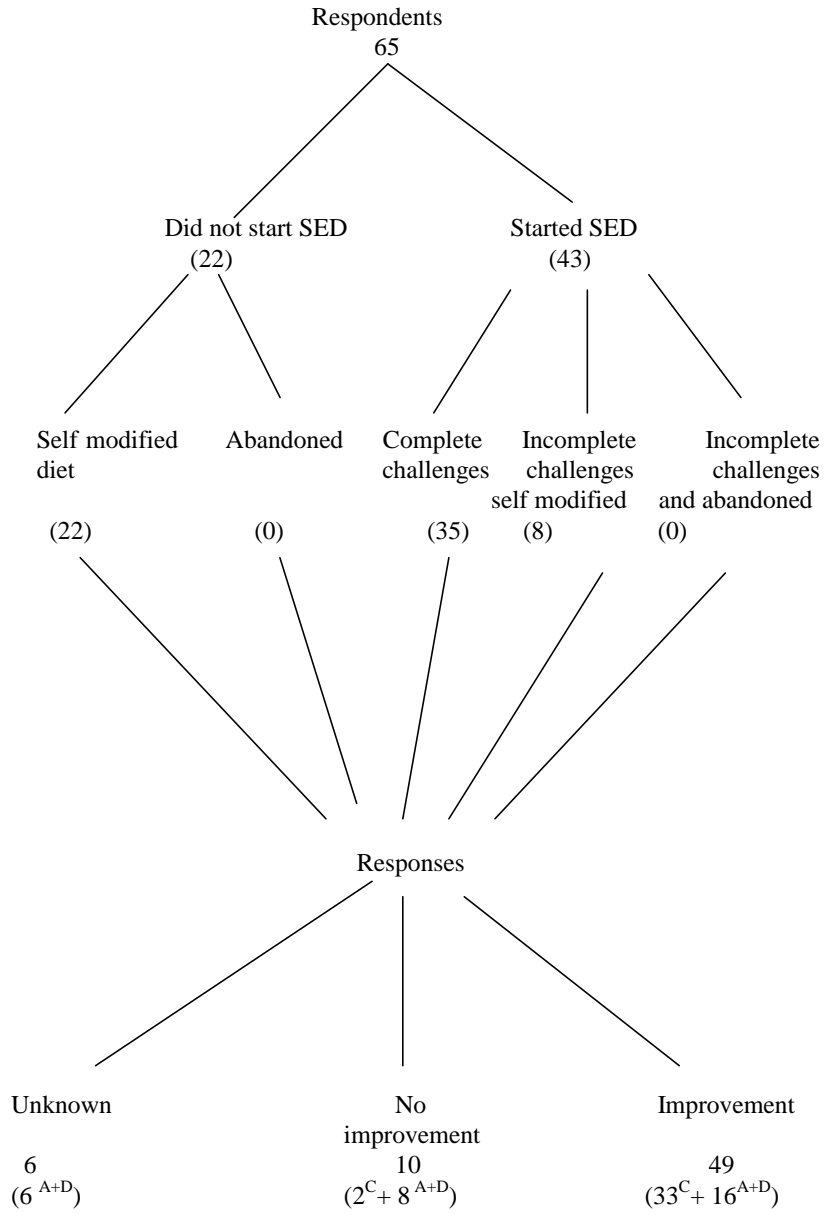 Respondents
65
Did not start SED
(22)
Started SED
(43)
Self modified
diet
(22)
Abandoned
(0)
Complete
challenges
(35)
Incomplete
challenges
self modified
(8)
Incomplete
challenges
and abandoned
(0)
Responses
Unknown
6
(6 A+D)
No
improvement
10
(2C+ 8 A+D)
Improvement
49
(33C+ 16A+D)